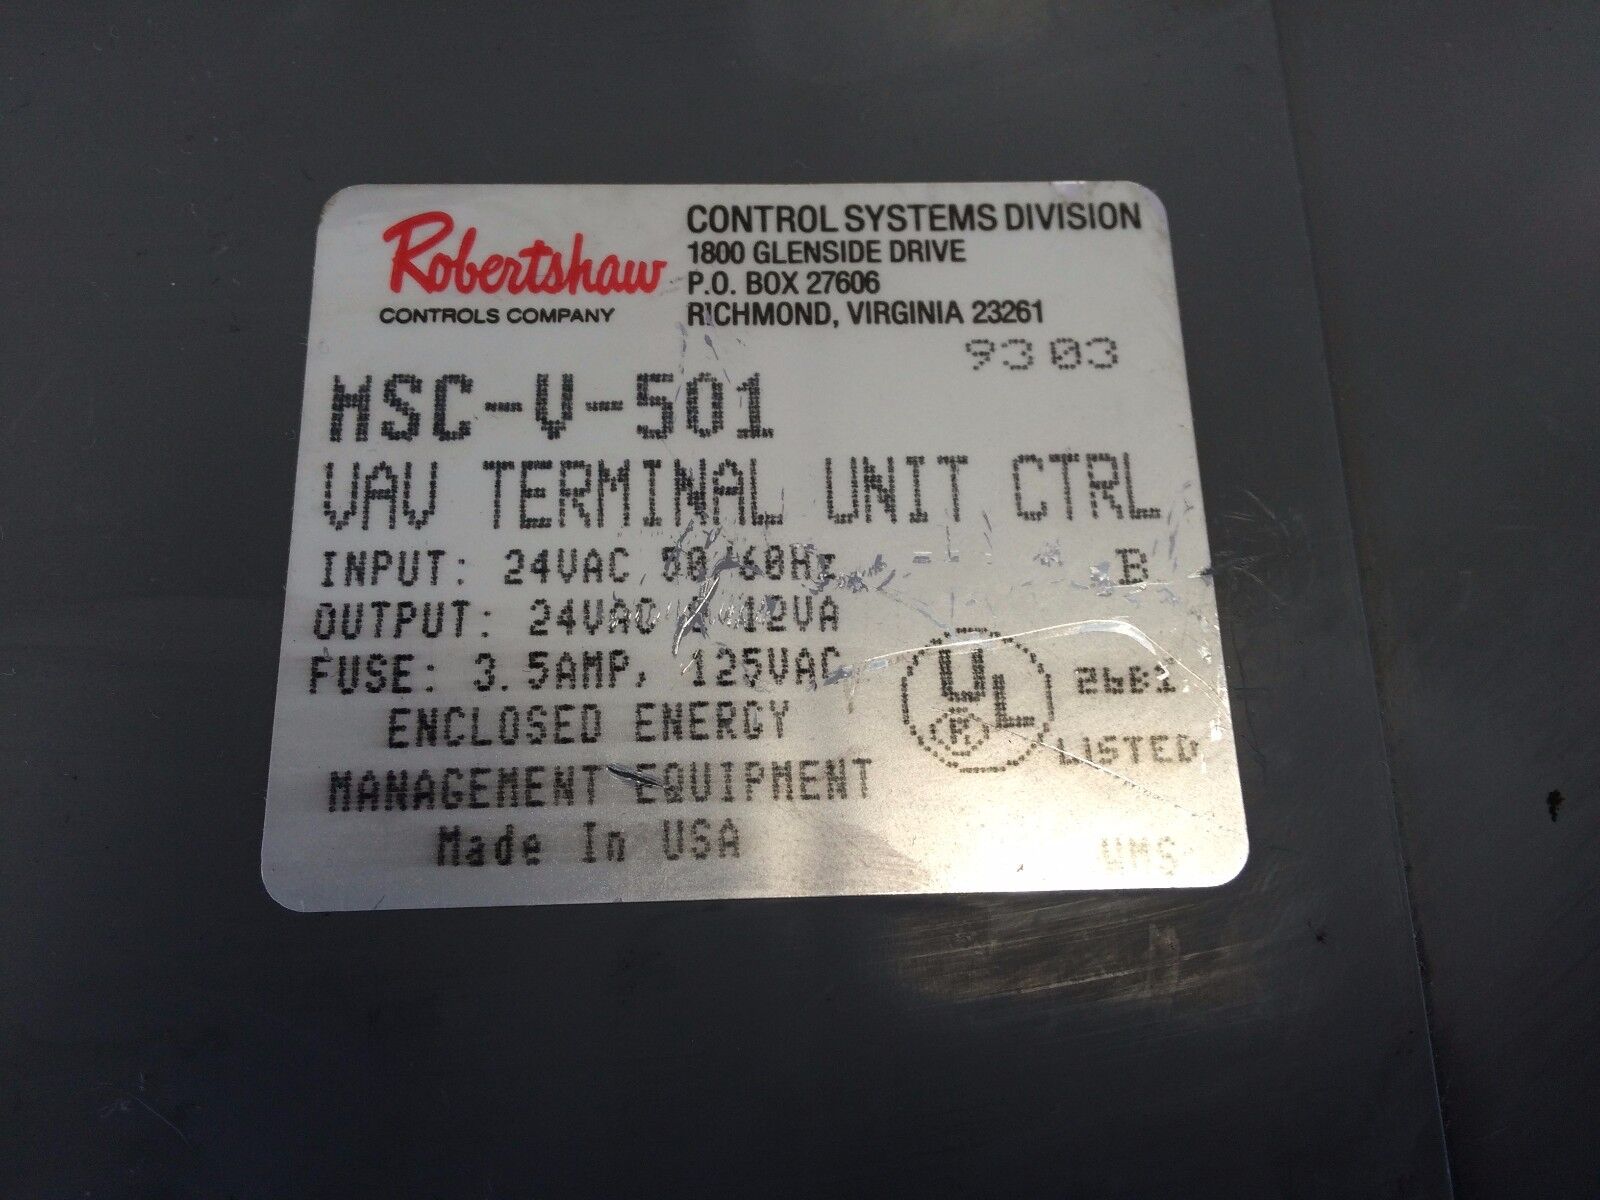 Robertshaw
CONTROLS COMPANY
CONTROL SYSTEMS DIVISION
1800 GLENSIDE DRIVE
P.O. BOX 27606
RICHMOND, VIRGINIA 23261
9303
MSC-V-501
VAV TERMINAL UNIT CTRL
INPUT: 24VAC 50/60Hz
B
OUTPUT: 24VAC 12VA
FUSE: 3.5AMP, 125VAC
UL
R
LISTED
ENCLOSED ENERGY
MANAGEMENT EQUIPMENT
Made In USA